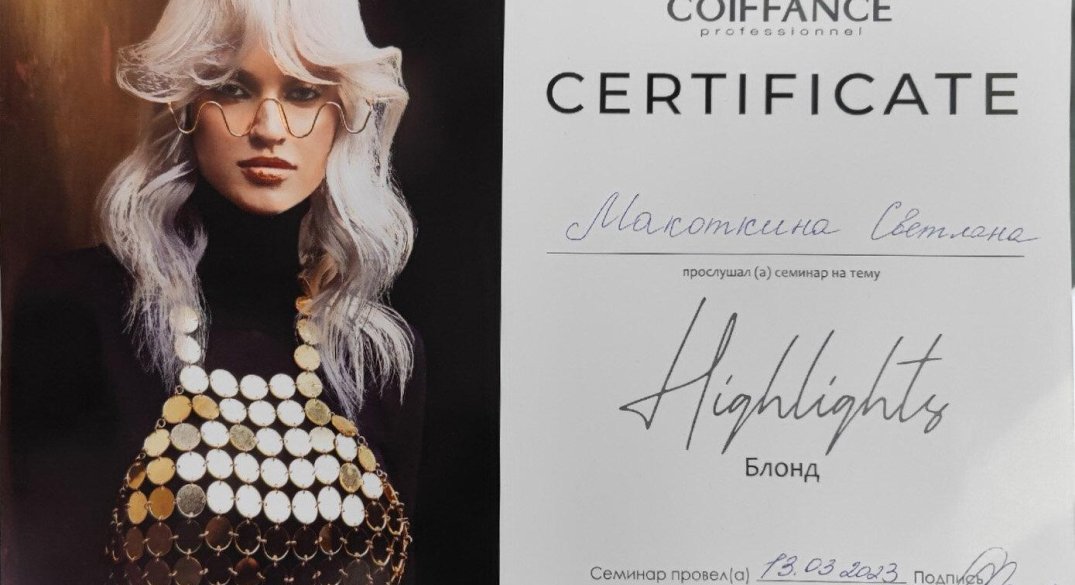 COIFFANCE
professionnel
CERTIFICATE
Макоткина Светлана
прослушал (а) семинар на тему
Highlights
Блонд
Семинар провел(а) 13.03.2023 Подпись